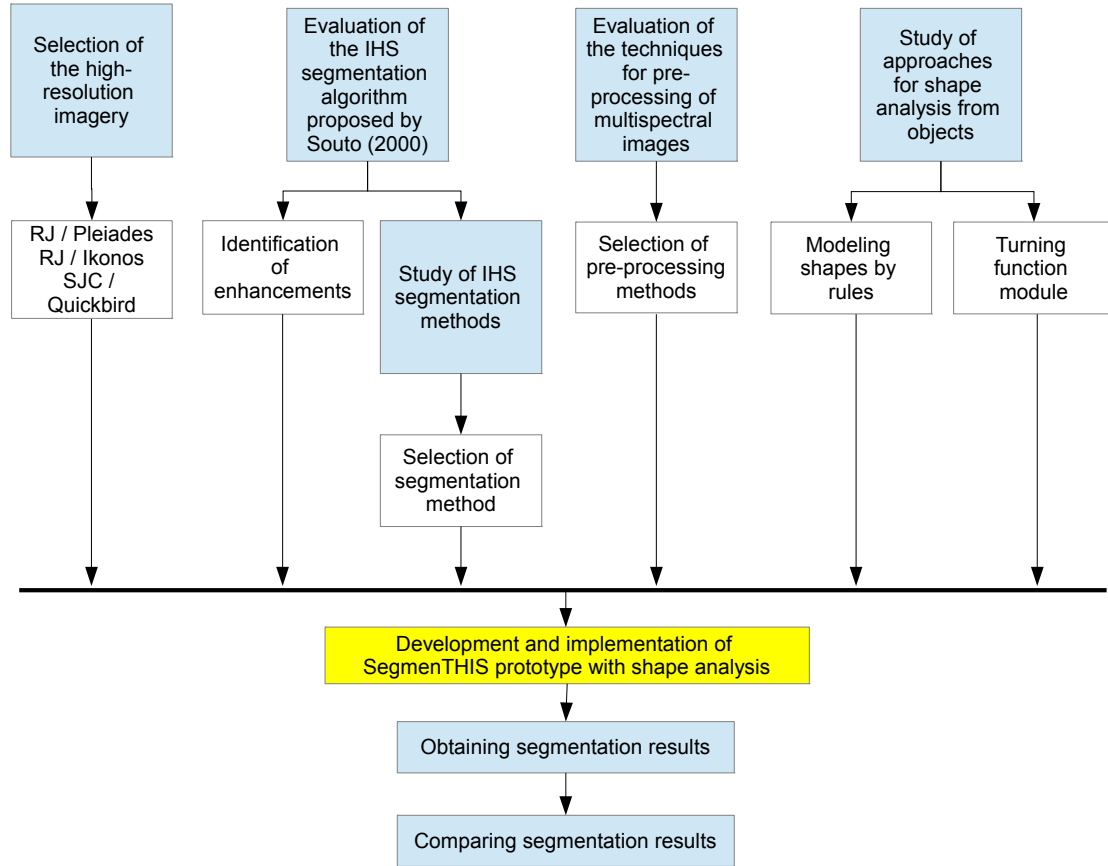 Selection of
the high-
resolution
imagery
Evaluation of
the IHS
segmentation
algorithm
proposed by
Souto (2000)
Evaluation of
the techniques
for pre-
processing of
multispectral
images
Study of
approaches
for shape
analysis from
objects
RJ / Pleiades
RJ / Ikonos
SJC /
Quickbird
Identification
of
enhancements
Study of IHS
segmentation
methods
Selection of
pre-processing
methods
Modeling
shapes by
rules
Turning
function
module
Selection of
segmentation
method
Development and implementation of
SegmenTHIS prototype with shape analysis
Obtaining segmentation results
Comparing segmentation results